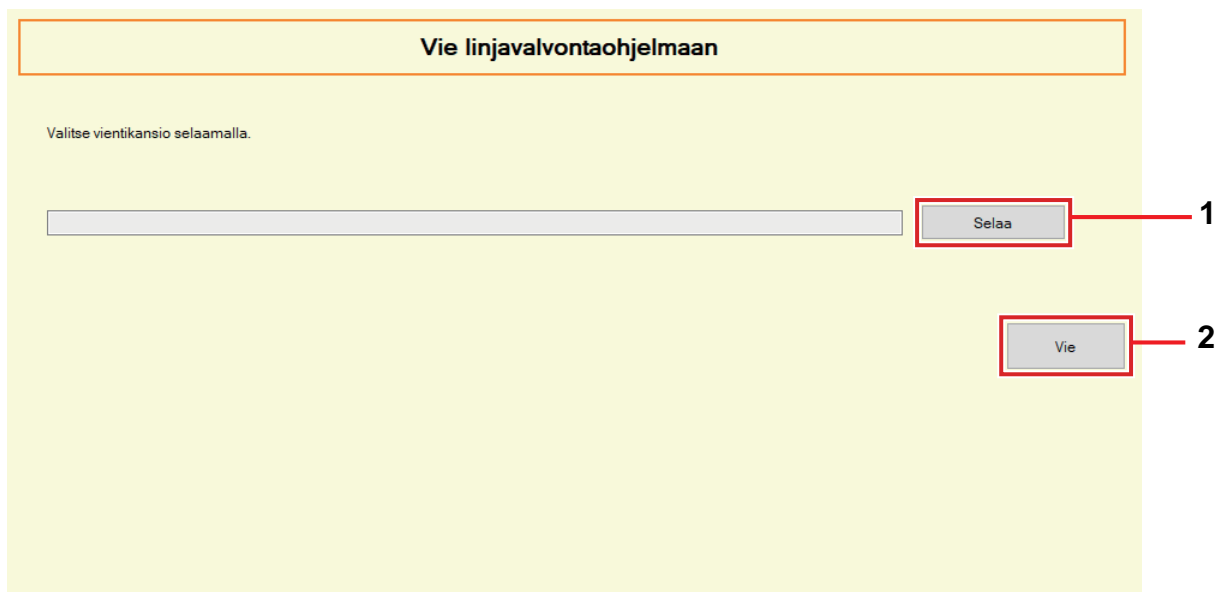 Vie linjavalvontaohjelmaan
Valitse vientikansio selaamalla.
Selaa
1
Vie
2